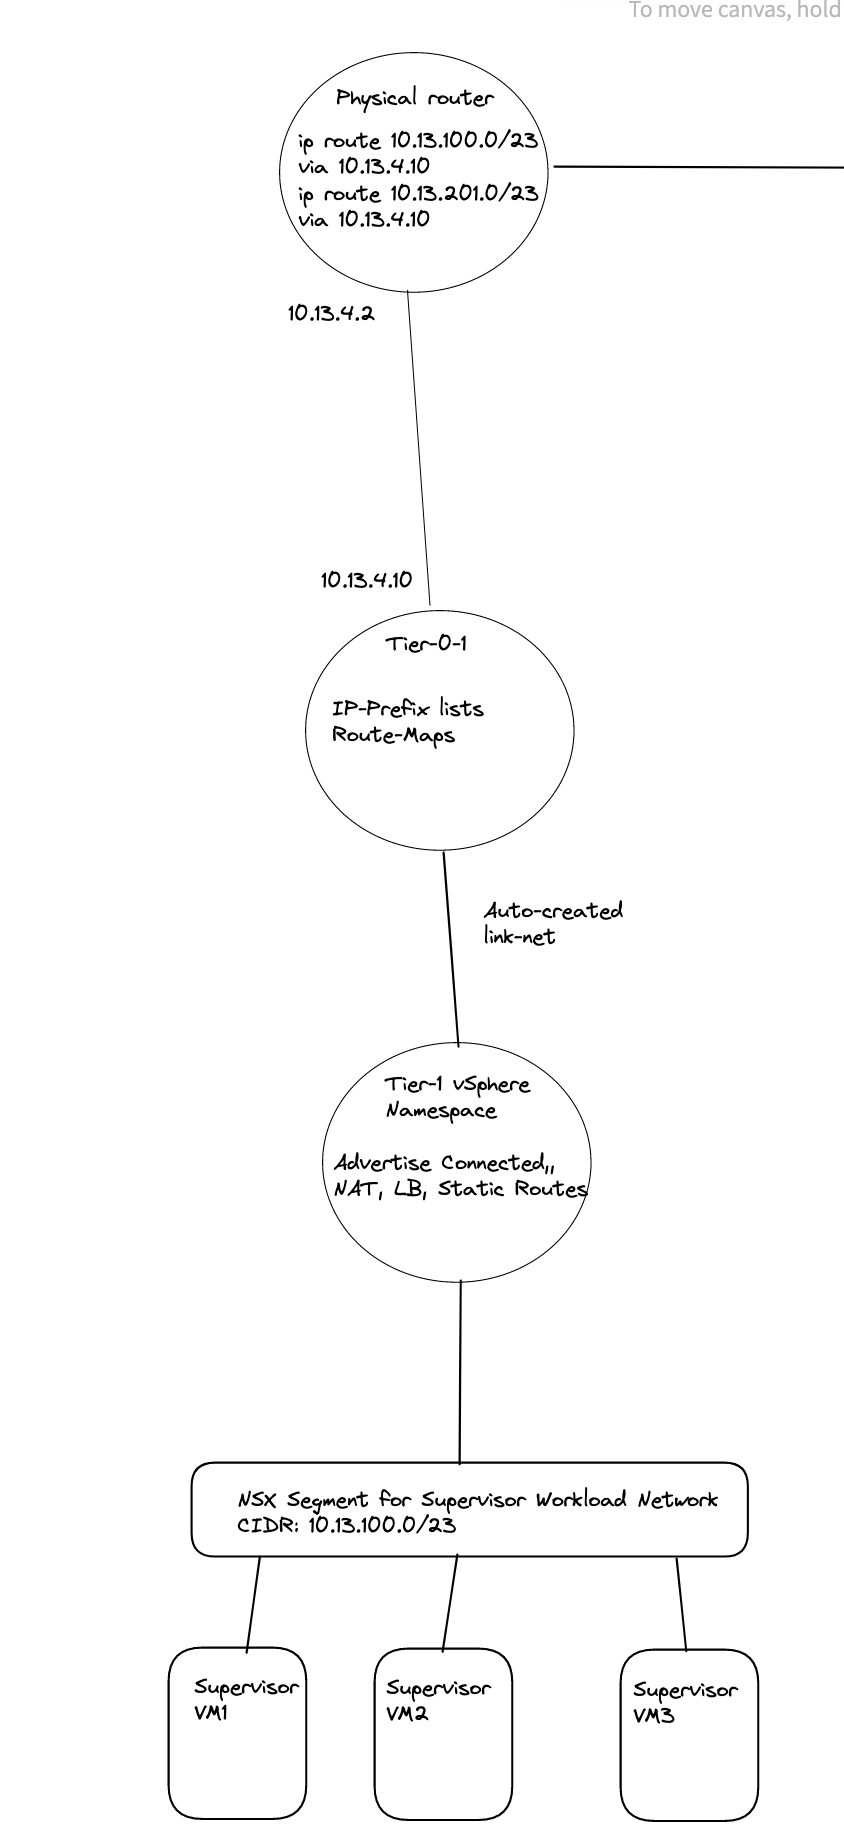 To move canvas, hold
Physical router
ip route 10.13.100.0/23
via 10.13.4.10
ip route 10.13.201.0/23
via 10.13.4.10
10.13.4.2
10.13.4.10
Tier-0-1
IP-Prefix lists
Route-Maps
Auto-created
link-net
Tier-1 vSphere
Namespace
Advertise Connected,,
NAT, LB, Static Routes
NSX Segment for Supervisor Workload Network
CIDR: 10.13.100.0/23
Supervisor
VM1
Supervisor
VM2
Supervisor
VM3